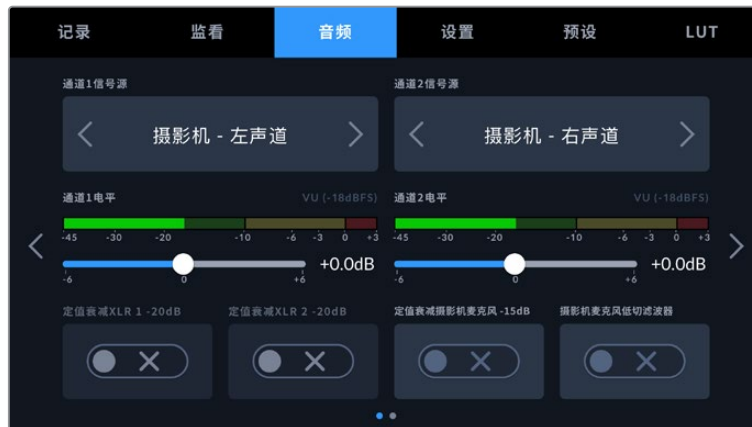 记录 监看 音频 设置 预设 LUT
通道1信号源 通道2信号源
摄影机 - 左声道 摄影机 - 右声道
通道1电平 VU (-18dBFS) 通道2电平 VU (-18dBFS)
-45 -30 -20 -10 -6 -3 0 +3 -45 -30 -20 -10 -6 -3 0 +3
+0.0dB +0.0dB
-6 0 +6 -6 0 +6
定值衰减XLR 1 -20dB 定值衰减XLR 2 -20dB 定值衰减摄影机麦克风 -15dB 摄影机麦克风低切滤波器